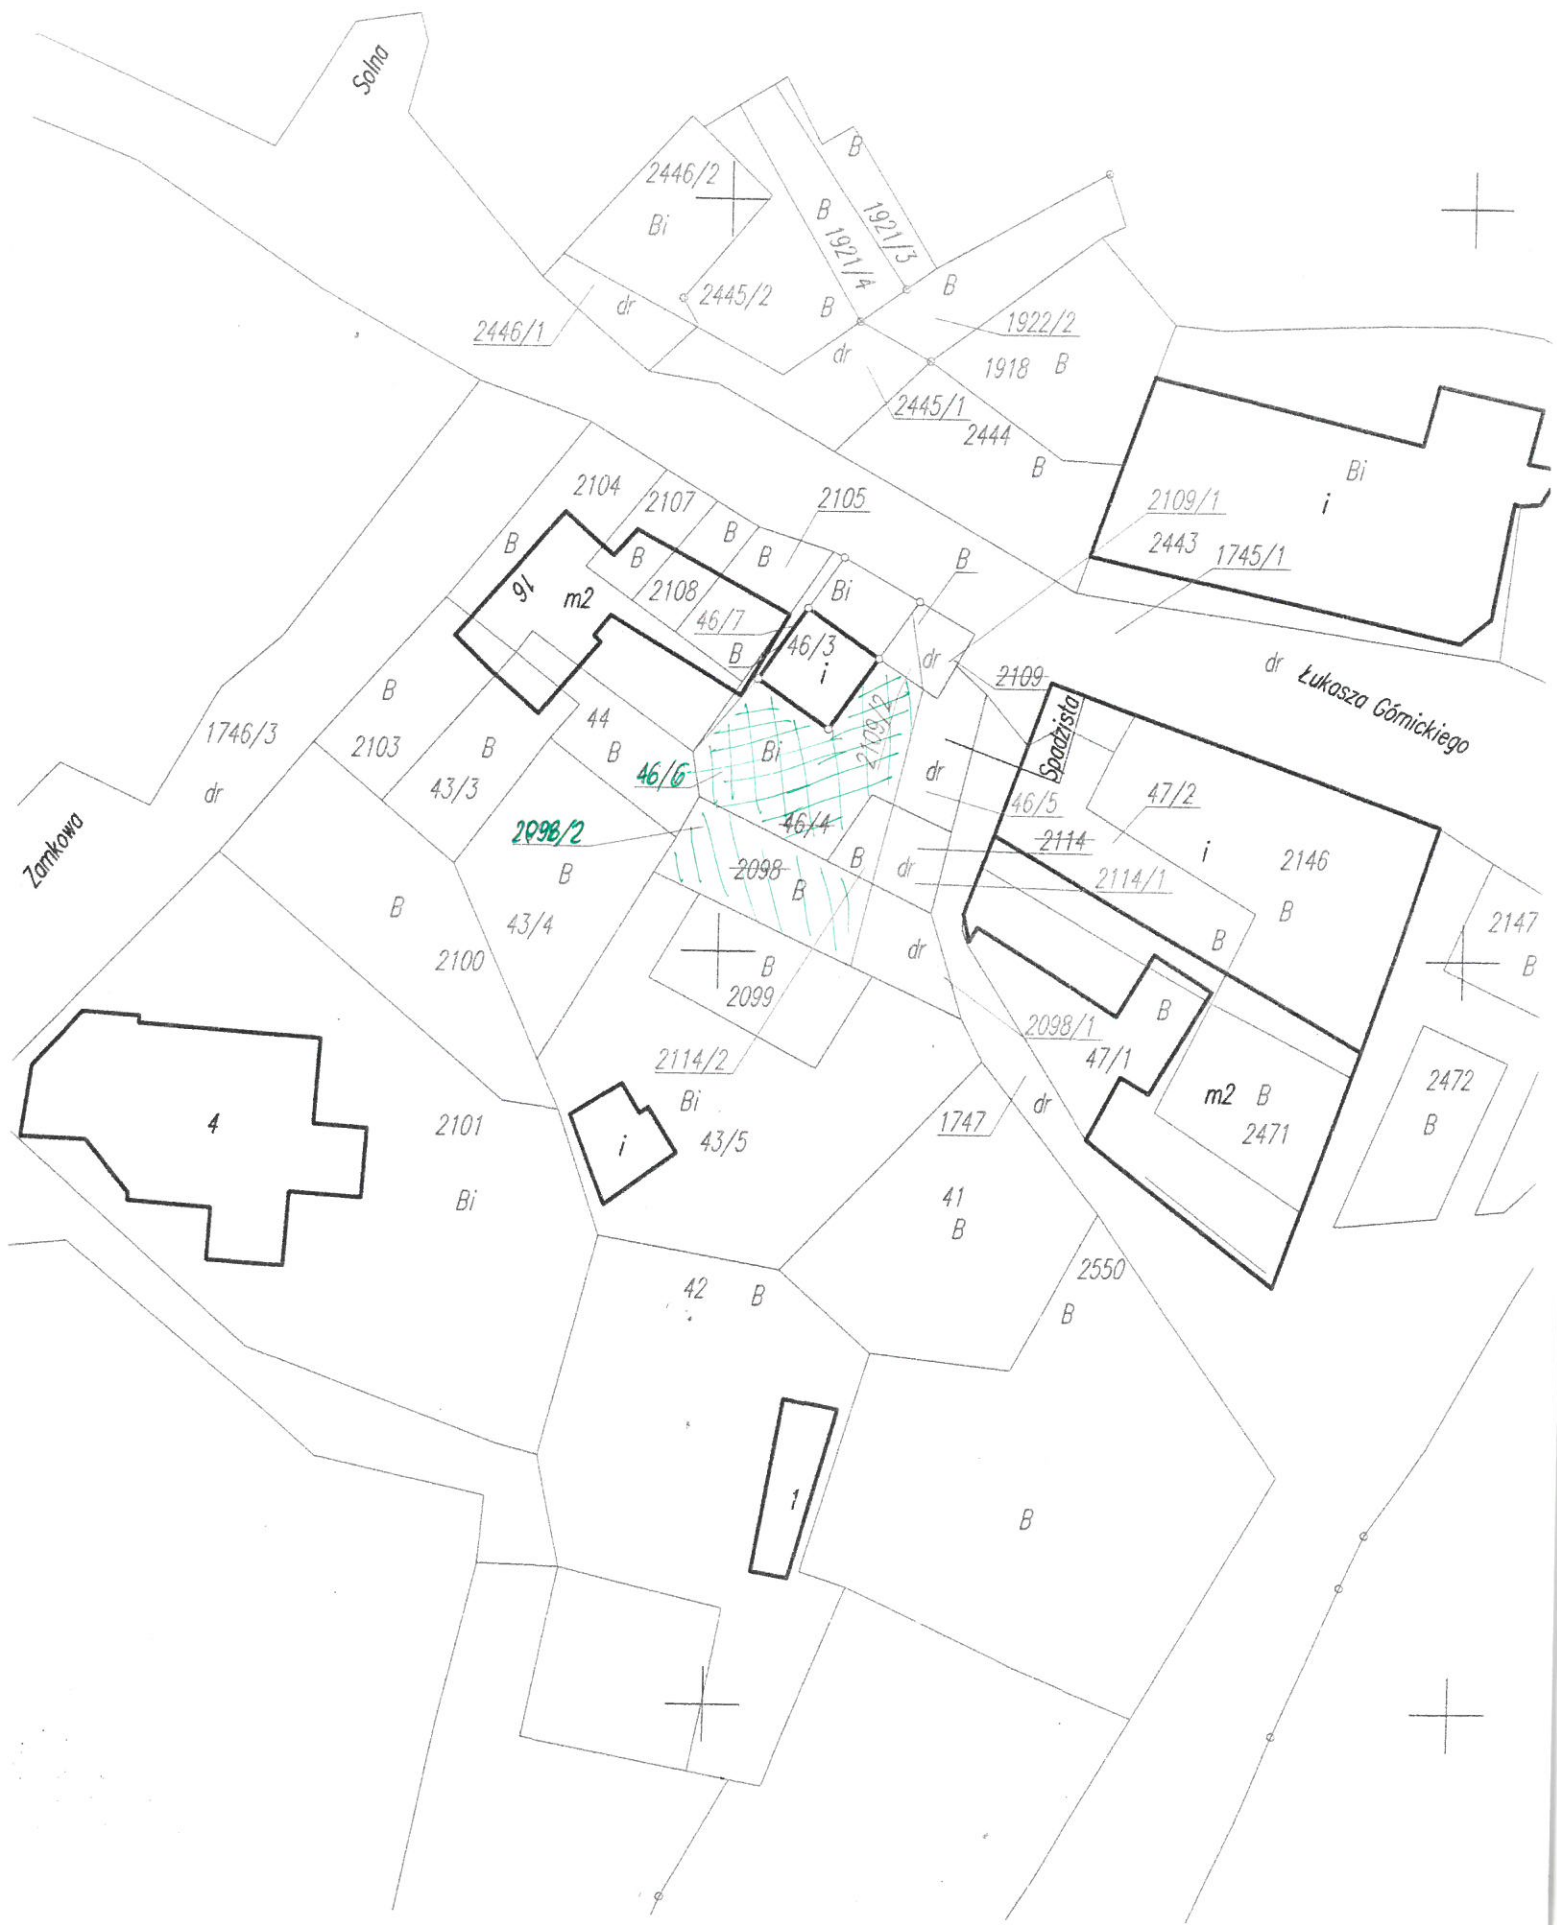 Solna
B
2446/2
B
1921/3
Bi
1921/4
B
2445/2
B
dr
2446/1
1922/2
dr
1918 B
2445/1
2444
B
Bi
i
2104
2107
2105
2109/1
B
B
B
2443
1745/1
B
B
16
m2
2108
Bi
46/7
B
46/3
i
dr
2109
dr
Łukasza Górnickiego
B
Spadzista
1746/3
44
2109/2
2103
B
B
Bi
46/6
dr
43/3
46/5
47/2
dr
2098/2
46/4
2114
i
2146
Zamkowa
B
2098
B
B
dr
2114/1
B
43/4
B
2147
B
2100
dr
B
B
2099
B
2098/1
2114/2
47/1
2472
Bi
dr
m2 B
B
4
2101
i
43/5
1747
2471
Bi
41
B
42
B
2550
B
1
B